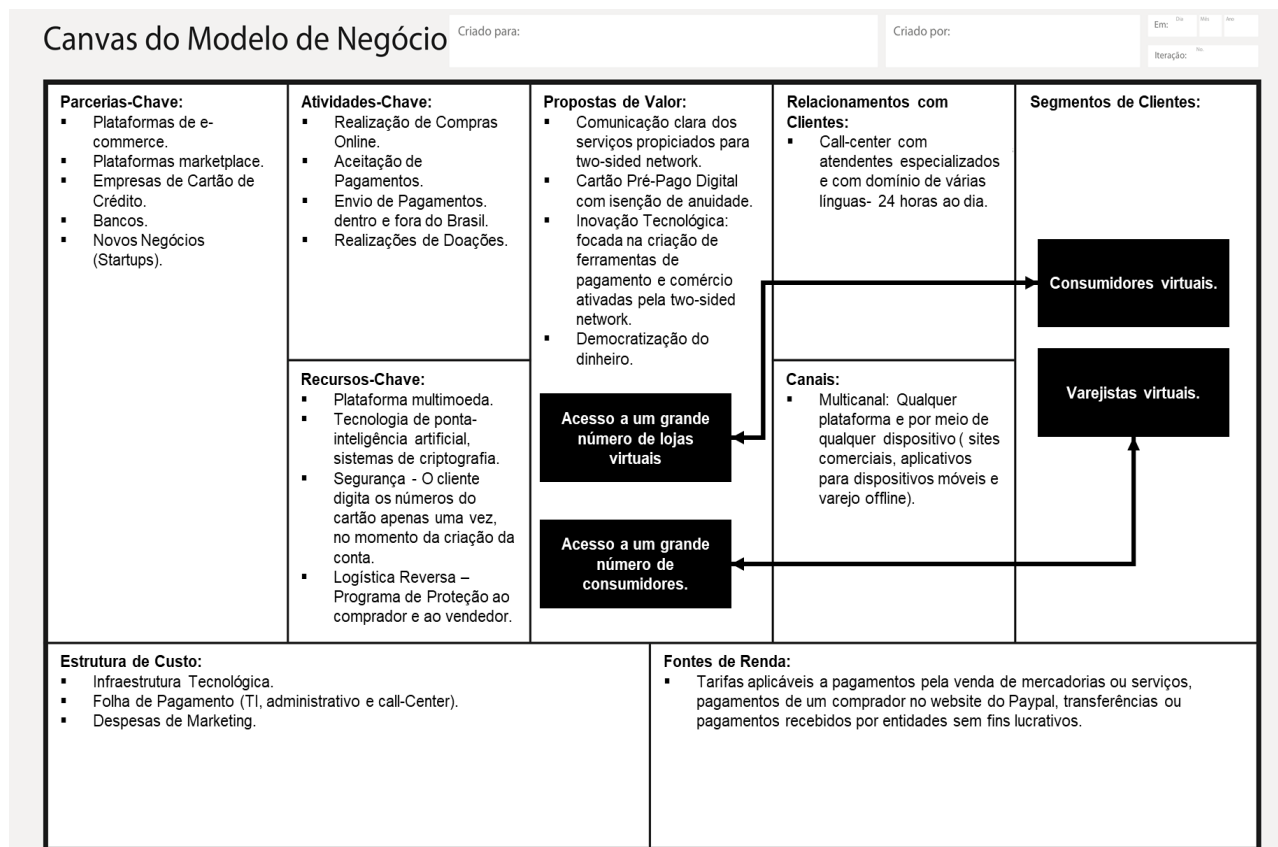 Canvas do Modelo de Negócio
Criado para:
Criado por:
Em:
Dia
Mês
Ano
Iteração:
No.
Parcerias-Chave:
▪ Plataformas de e-
commerce.
▪ Plataformas marketplace.
▪ Empresas de Cartão de
Crédito.
▪ Bancos.
▪ Novos Negócios
(Startups).
Atividades-Chave:
▪ Realização de Compras
Online.
▪ Aceitação de
Pagamentos.
▪ Envio de Pagamentos.
dentro e fora do Brasil.
▪ Realizações de Doações.
Recursos-Chave:
▪ Plataforma multimoeda.
▪ Tecnologia de ponta-
inteligência artificial,
sistemas de criptografia.
▪ Segurança - O cliente
digita os números do
cartão apenas uma vez,
no momento da criação da
conta.
▪ Logística Reversa –
Programa de Proteção ao
comprador e ao vendedor.
Propostas de Valor:
▪ Comunicação clara dos
serviços propiciados para
two-sided network.
▪ Cartão Pré-Pago Digital
com isenção de anuidade.
▪ Inovação Tecnológica:
focada na criação de
ferramentas de
pagamento e comércio
ativadas pela two-sided
network.
▪ Democratização do
dinheiro.
Acesso a um grande
número de lojas
virtuais
Acesso a um grande
número de
consumidores.
Relacionamentos com
Clientes:
▪ Call-center com
atendentes especializados
e com domínio de várias
línguas- 24 horas ao dia.
Canais:
▪ Multicanal: Qualquer
plataforma e por meio de
qualquer dispositivo ( sites
comerciais, aplicativos
para dispositivos móveis e
varejo offline).
Segmentos de Clientes:
Consumidores virtuais.
Varejistas virtuais.
Estrutura de Custo:
▪ Infraestrutura Tecnológica.
▪ Folha de Pagamento (TI, administrativo e call-Center).
▪ Despesas de Marketing.
Fontes de Renda:
▪ Tarifas aplicáveis a pagamentos pela venda de mercadorias ou serviços,
pagamentos de um comprador no website do Paypal, transferências ou
pagamentos recebidos por entidades sem fins lucrativos.